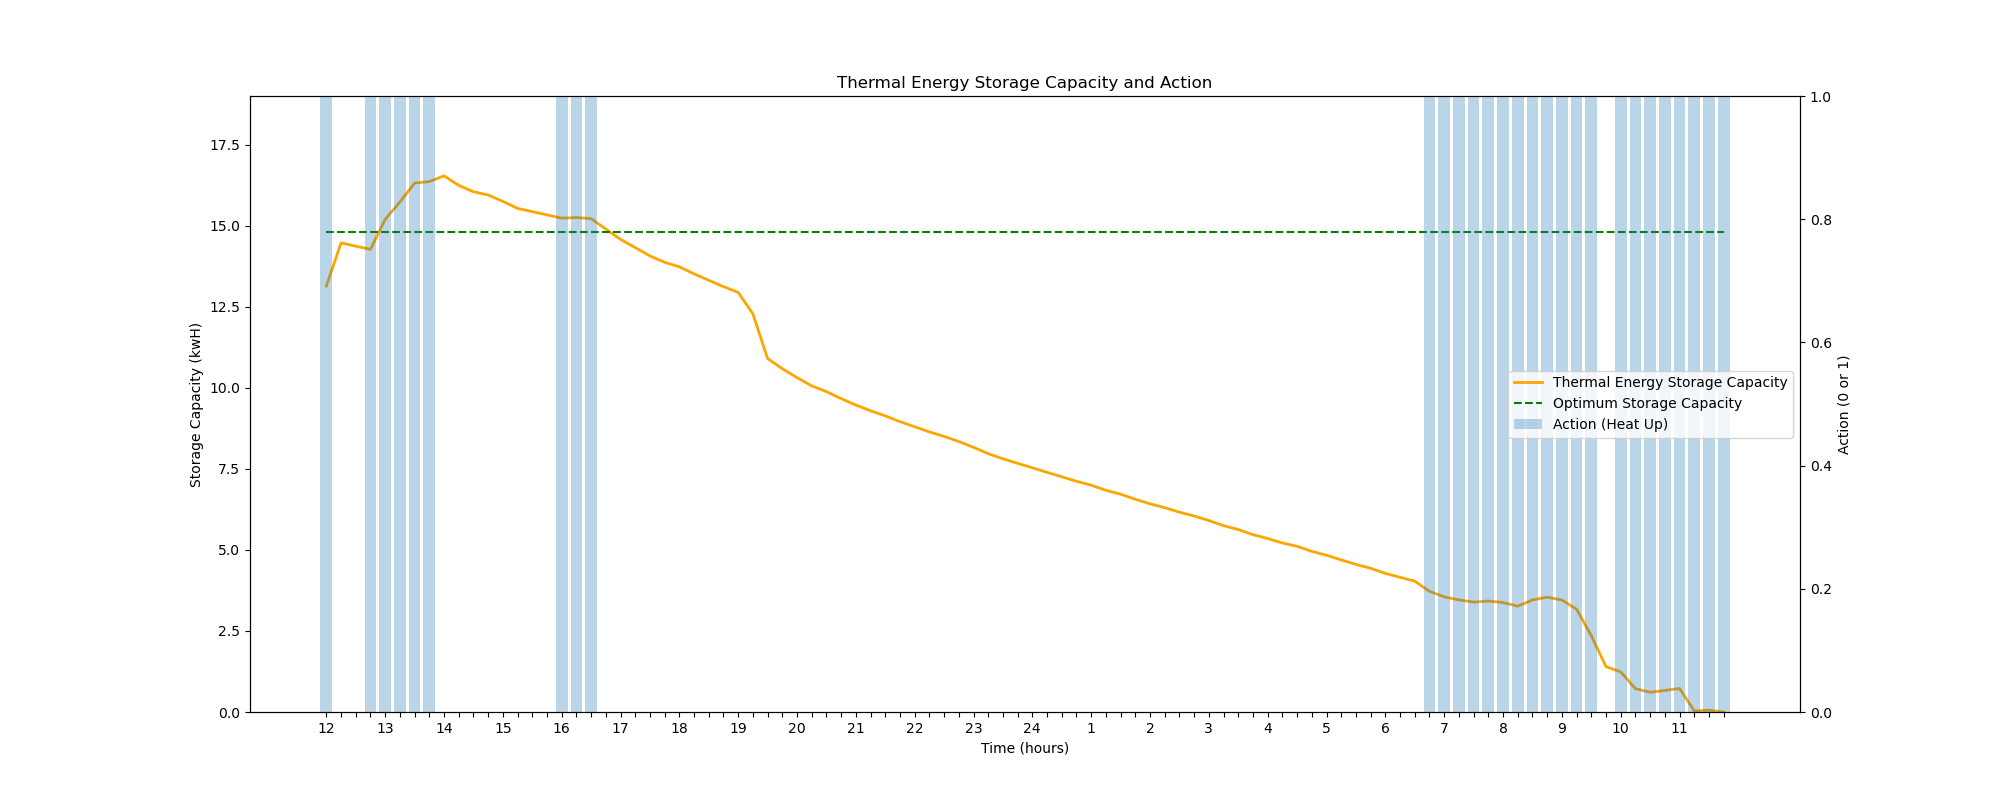 Thermal Energy Storage Capacity and Action
Storage Capacity (kwH)
17.5
15.0
12.5
10.0
7.5
5.0
2.5
0.0
1.0
0.8
0.6
0.4
0.2
0.0
Action (0 or 1)
Thermal Energy Storage Capacity
Optimum Storage Capacity
Action (Heat Up)
12 13 14 15 16 17 18 19 20 21 22 23 24 1 2 3 4 5 6 7 8 9 10 11
Time (hours)